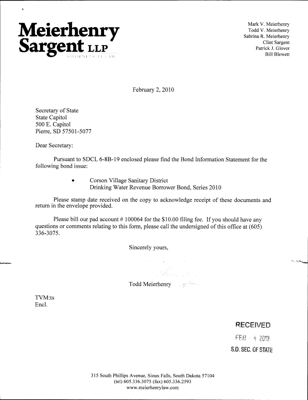 Meierhenry
Sargent LLP
ATTORNEYS AT LAW
Mark V. Meierhenry
Todd V. Meierhenry
Sabrina R. Meierhenry
Clint Sargent
Patrick J. Glover
Bill Blewett
February 2, 2010
Secretary of State
State Capitol
500 E. Capitol
Pierre, SD 57501-5077
Dear Secretary:
Pursuant to SDCL 6-8B-19 enclosed please find the Bond Information Statement for the
following bond issue:
• Corson Village Sanitary District
Drinking Water Revenue Borrower Bond, Series 2010
Please stamp date received on the copy to acknowledge receipt of these documents and
return in the envelope provided.
Please bill our pad account # 100064 for the $10.00 filing fee. If you should have any
questions or comments relating to this form, please call the undersigned of this office at (605)
336-3075.
Sincerely yours,
Todd Meierhenry
TVM:ts
Encl.
RECEIVED
FEB 4 2010
S.D. SEC. OF STATE
315 South Phillips Avenue, Sioux Falls, South Dakota 57104
(tel) 605.336.3075 (fax) 605.336.2593
www.meierhenrylaw.com